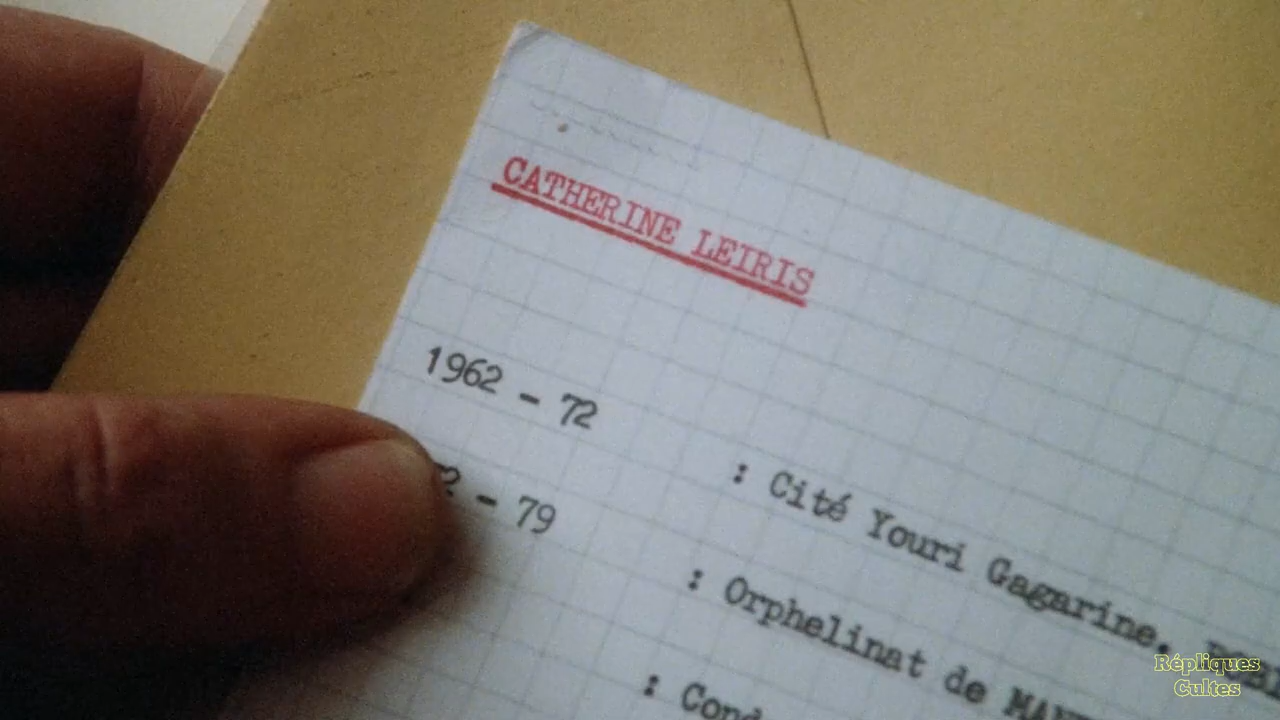 CATHERINE LEIRIS
1962 - 72 : Cité Youri Gagarine,
- 79 : Orphelinat de
:
Répliques
Cultes